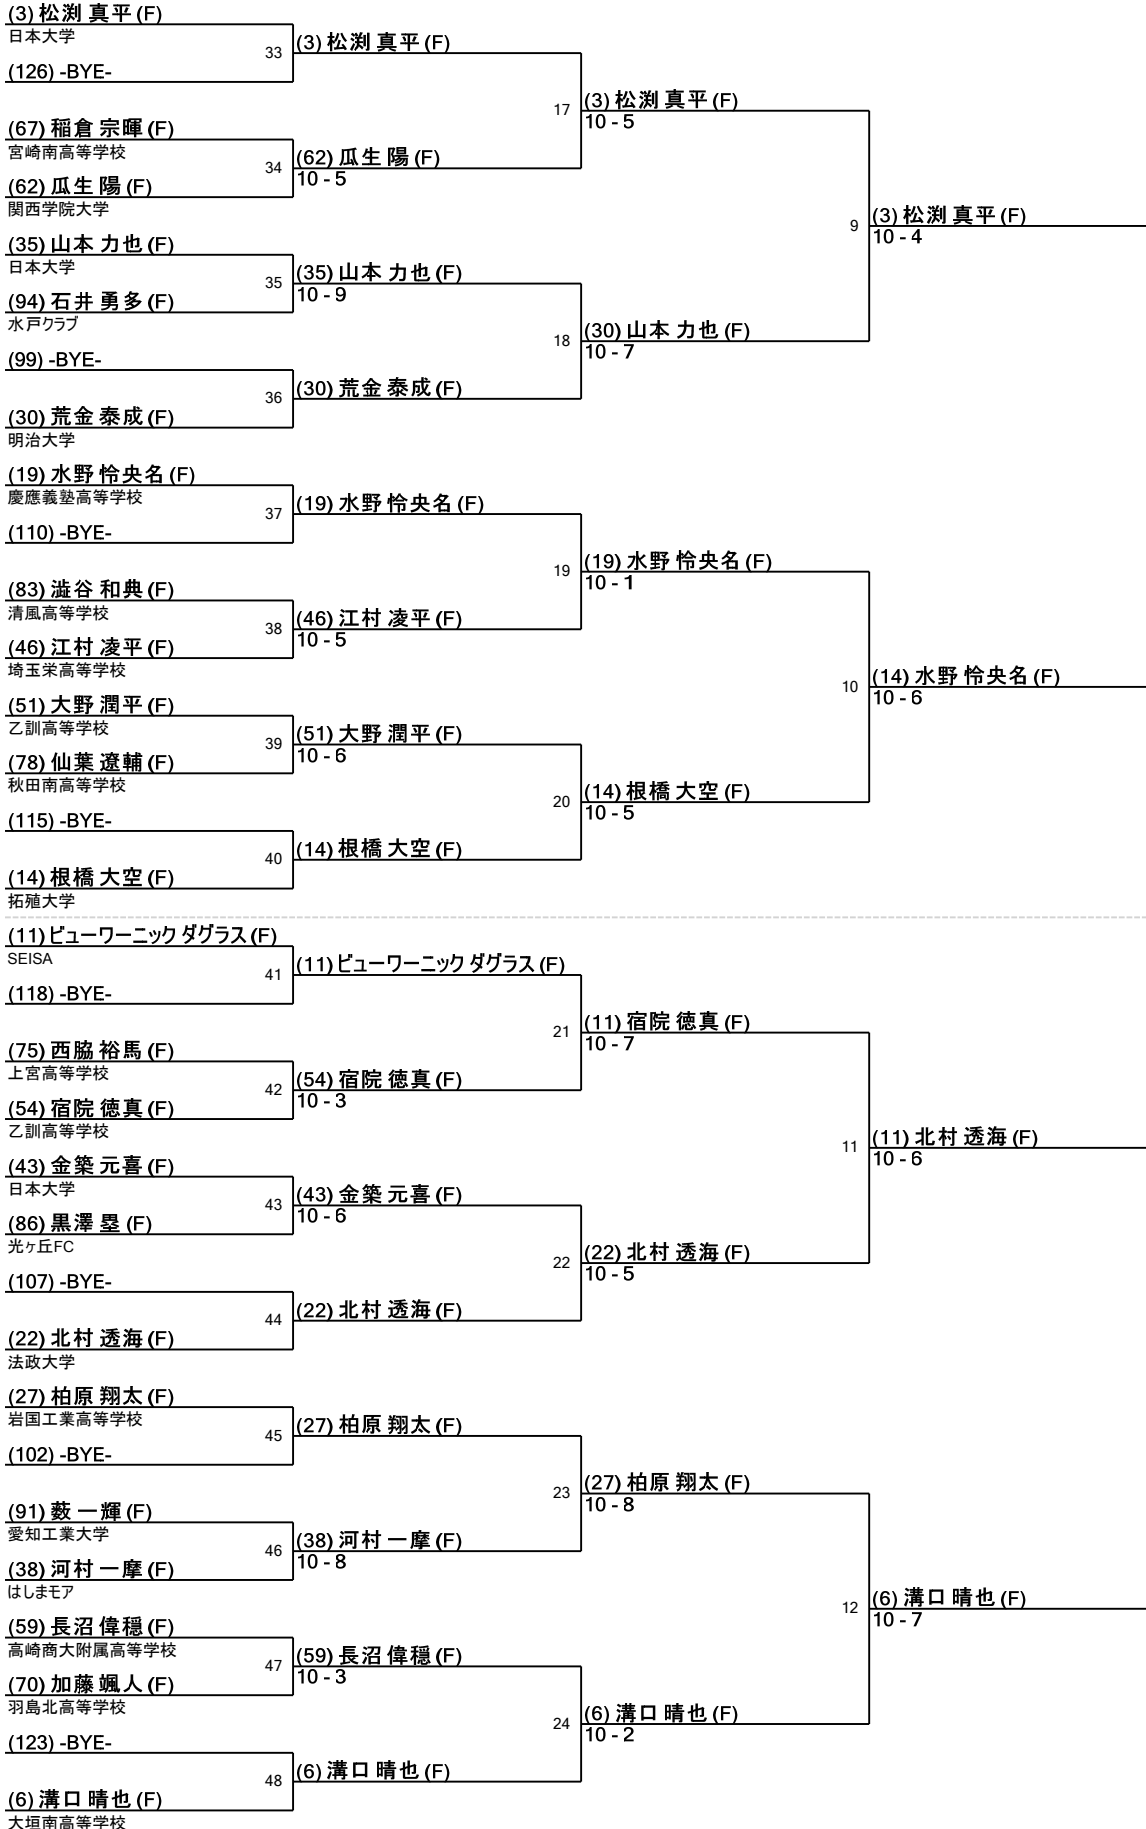 (3) 松渕 真平 (F)
日本大学
33
(3) 松渕 真平 (F)
(126) -BYE-
17
(3) 松渕 真平 (F)
10 - 5
(67) 稲倉 宗暉 (F)
宮崎南高等学校
34
(62) 瓜生 陽 (F)
10 - 5
(62) 瓜生 陽 (F)
関西学院大学
9
(3) 松渕 真平 (F)
10 - 4
(35) 山本 力也 (F)
日本大学
35
(35) 山本 力也 (F)
10 - 9
(94) 石井 勇多 (F)
水戸クラブ
18
(30) 山本 力也 (F)
10 - 7
(99) -BYE-
36
(30) 荒金 泰成 (F)
(30) 荒金 泰成 (F)
明治大学
(19) 水野 怜央名 (F)
慶應義塾高等学校
37
(19) 水野 怜央名 (F)
(110) -BYE-
19
(19) 水野 怜央名 (F)
10 - 1
(83) 澁谷 和典 (F)
清風高等学校
38
(46) 江村 凌平 (F)
10 - 5
(46) 江村 凌平 (F)
埼玉栄高等学校
10
(14) 水野 怜央名 (F)
10 - 6
(51) 大野 潤平 (F)
乙訓高等学校
39
(51) 大野 潤平 (F)
10 - 6
(78) 仙葉 遼輔 (F)
秋田南高等学校
20
(14) 根橋 大空 (F)
10 - 5
(115) -BYE-
40
(14) 根橋 大空 (F)
(14) 根橋 大空 (F)
拓殖大学
(11) ビューワーニック ダグラス (F)
SEISA
41
(11) ビューワーニック ダグラス (F)
(118) -BYE-
21
(11) 宿院 徳真 (F)
10 - 7
(75) 西脇 裕馬 (F)
上宮高等学校
42
(54) 宿院 徳真 (F)
10 - 3
(54) 宿院 徳真 (F)
乙訓高等学校
11
(11) 北村 透海 (F)
10 - 6
(43) 金築 元喜 (F)
日本大学
43
(43) 金築 元喜 (F)
10 - 6
(86) 黒澤 塁 (F)
光ヶ丘FC
22
(22) 北村 透海 (F)
10 - 5
(107) -BYE-
44
(22) 北村 透海 (F)
(22) 北村 透海 (F)
法政大学
(27) 柏原 翔太 (F)
岩国工業高等学校
45
(27) 柏原 翔太 (F)
(102) -BYE-
23
(27) 柏原 翔太 (F)
10 - 8
(91) 薮 一輝 (F)
愛知工業大学
46
(38) 河村 一摩 (F)
10 - 8
(38) 河村 一摩 (F)
はしまモア
12
(6) 溝口 晴也 (F)
10 - 7
(59) 長沼 偉穏 (F)
高崎商大附属高等学校
47
(59) 長沼 偉穏 (F)
10 - 3
(70) 加藤 颯人 (F)
羽島北高等学校
24
(6) 溝口 晴也 (F)
10 - 2
(123) -BYE-
48
(6) 溝口 晴也 (F)
(6) 溝口 晴也 (F)
大垣南高等学校